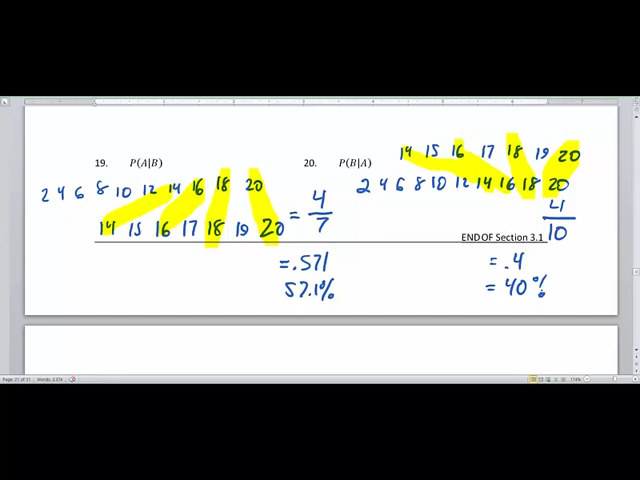 19. P(A|B)
2 4 6 8 10 12 14 16 18 20
14 15 16 17 18 19 20
= 4/7
= .571
57.1%
20. P(B|A)
14 15 16 17 18 19 20
2 4 6 8 10 12 14 16 18 20
4/10
END OF Section 3.1
= .4
= 40%